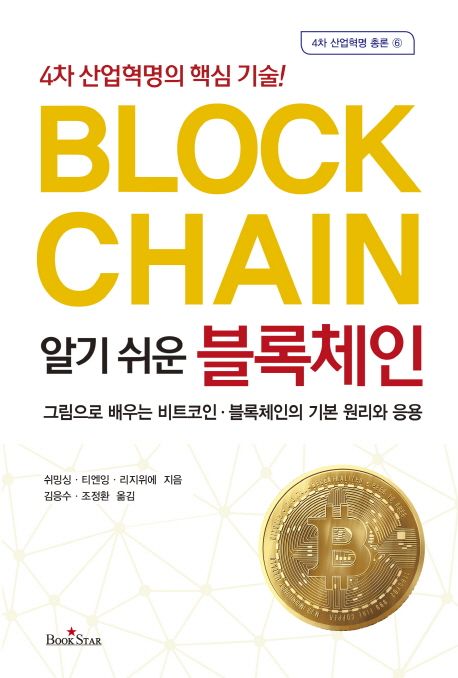 4차 산업혁명 총론 ⑥
4차 산업혁명의 핵심 기술!
BLOCK
CHAIN
알기 쉬운 블록체인
그림으로 배우는 비트코인 · 블록체인의 기본 원리와 응용
쉬밍싱 · 티엔잉 · 리지위에 지음
김응수 · 조정환 옮김
BOOK STAR